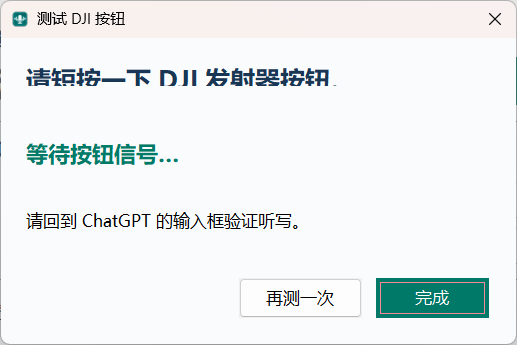 测试 DJI 按钮
请短按一下 DJI 发射器按钮。
等待按钮信号...
请回到 ChatGPT 的输入框验证听写。
再测一次
完成